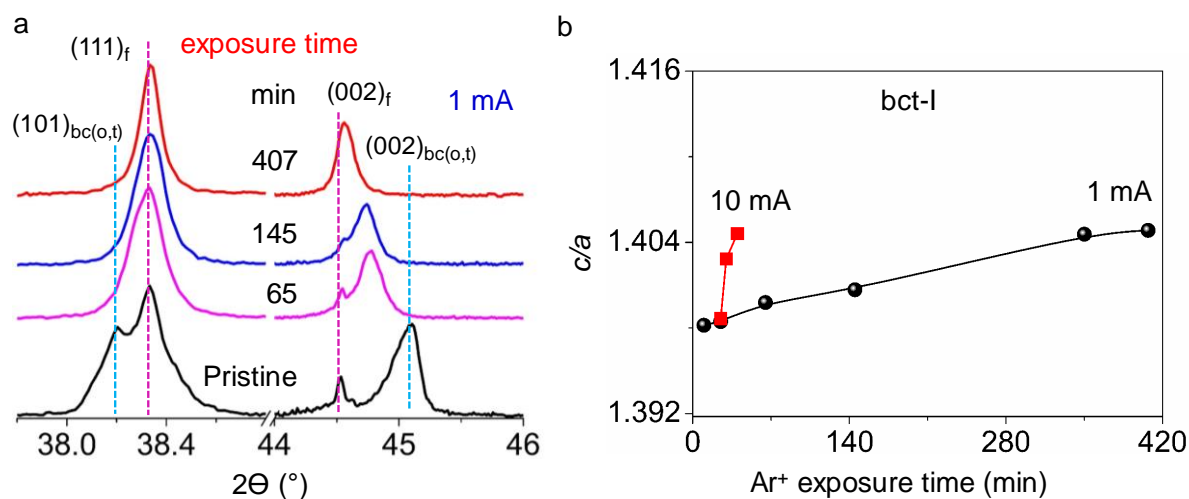 a
(111)f
exposure time
min
(002)f
1 mA
(101)bc(o,t)
(002)bc(o,t)
407
145
65
Pristine
38.0 38.4 44 45 46
2Θ (°)
b
1.416
bct-I
10 mA
1 mA
1.404
c/a
1.392
0 140 280 420
Ar⁺ exposure time (min)